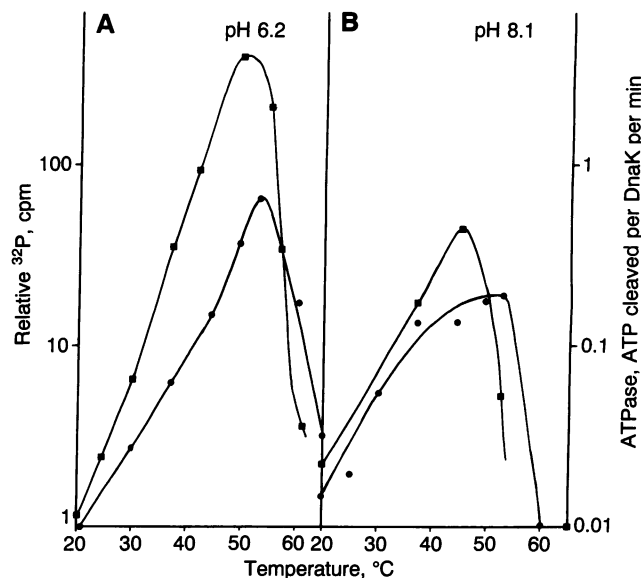 A
pH 6.2
B
pH 8.1
Relative ³²P, cpm
100
10
1
1
0.1
0.01
ATPase, ATP cleaved per DnaK per min
20 30 40 50 60 20 30 40 50 60
Temperature, °C